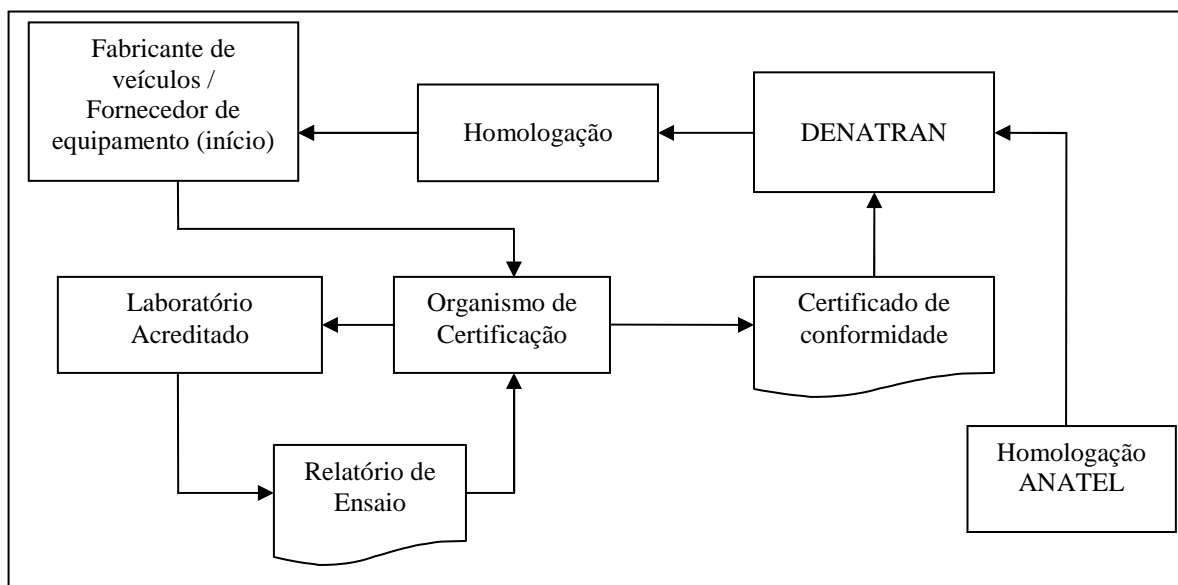 Fabricante de
veículos /
Fornecedor de
equipamento (início)
Homologação
DENATRAN
Laboratório
Acreditado
Organismo de
Certificação
Certificado de
conformidade
Relatório de
Ensaio
Homologação
ANATEL